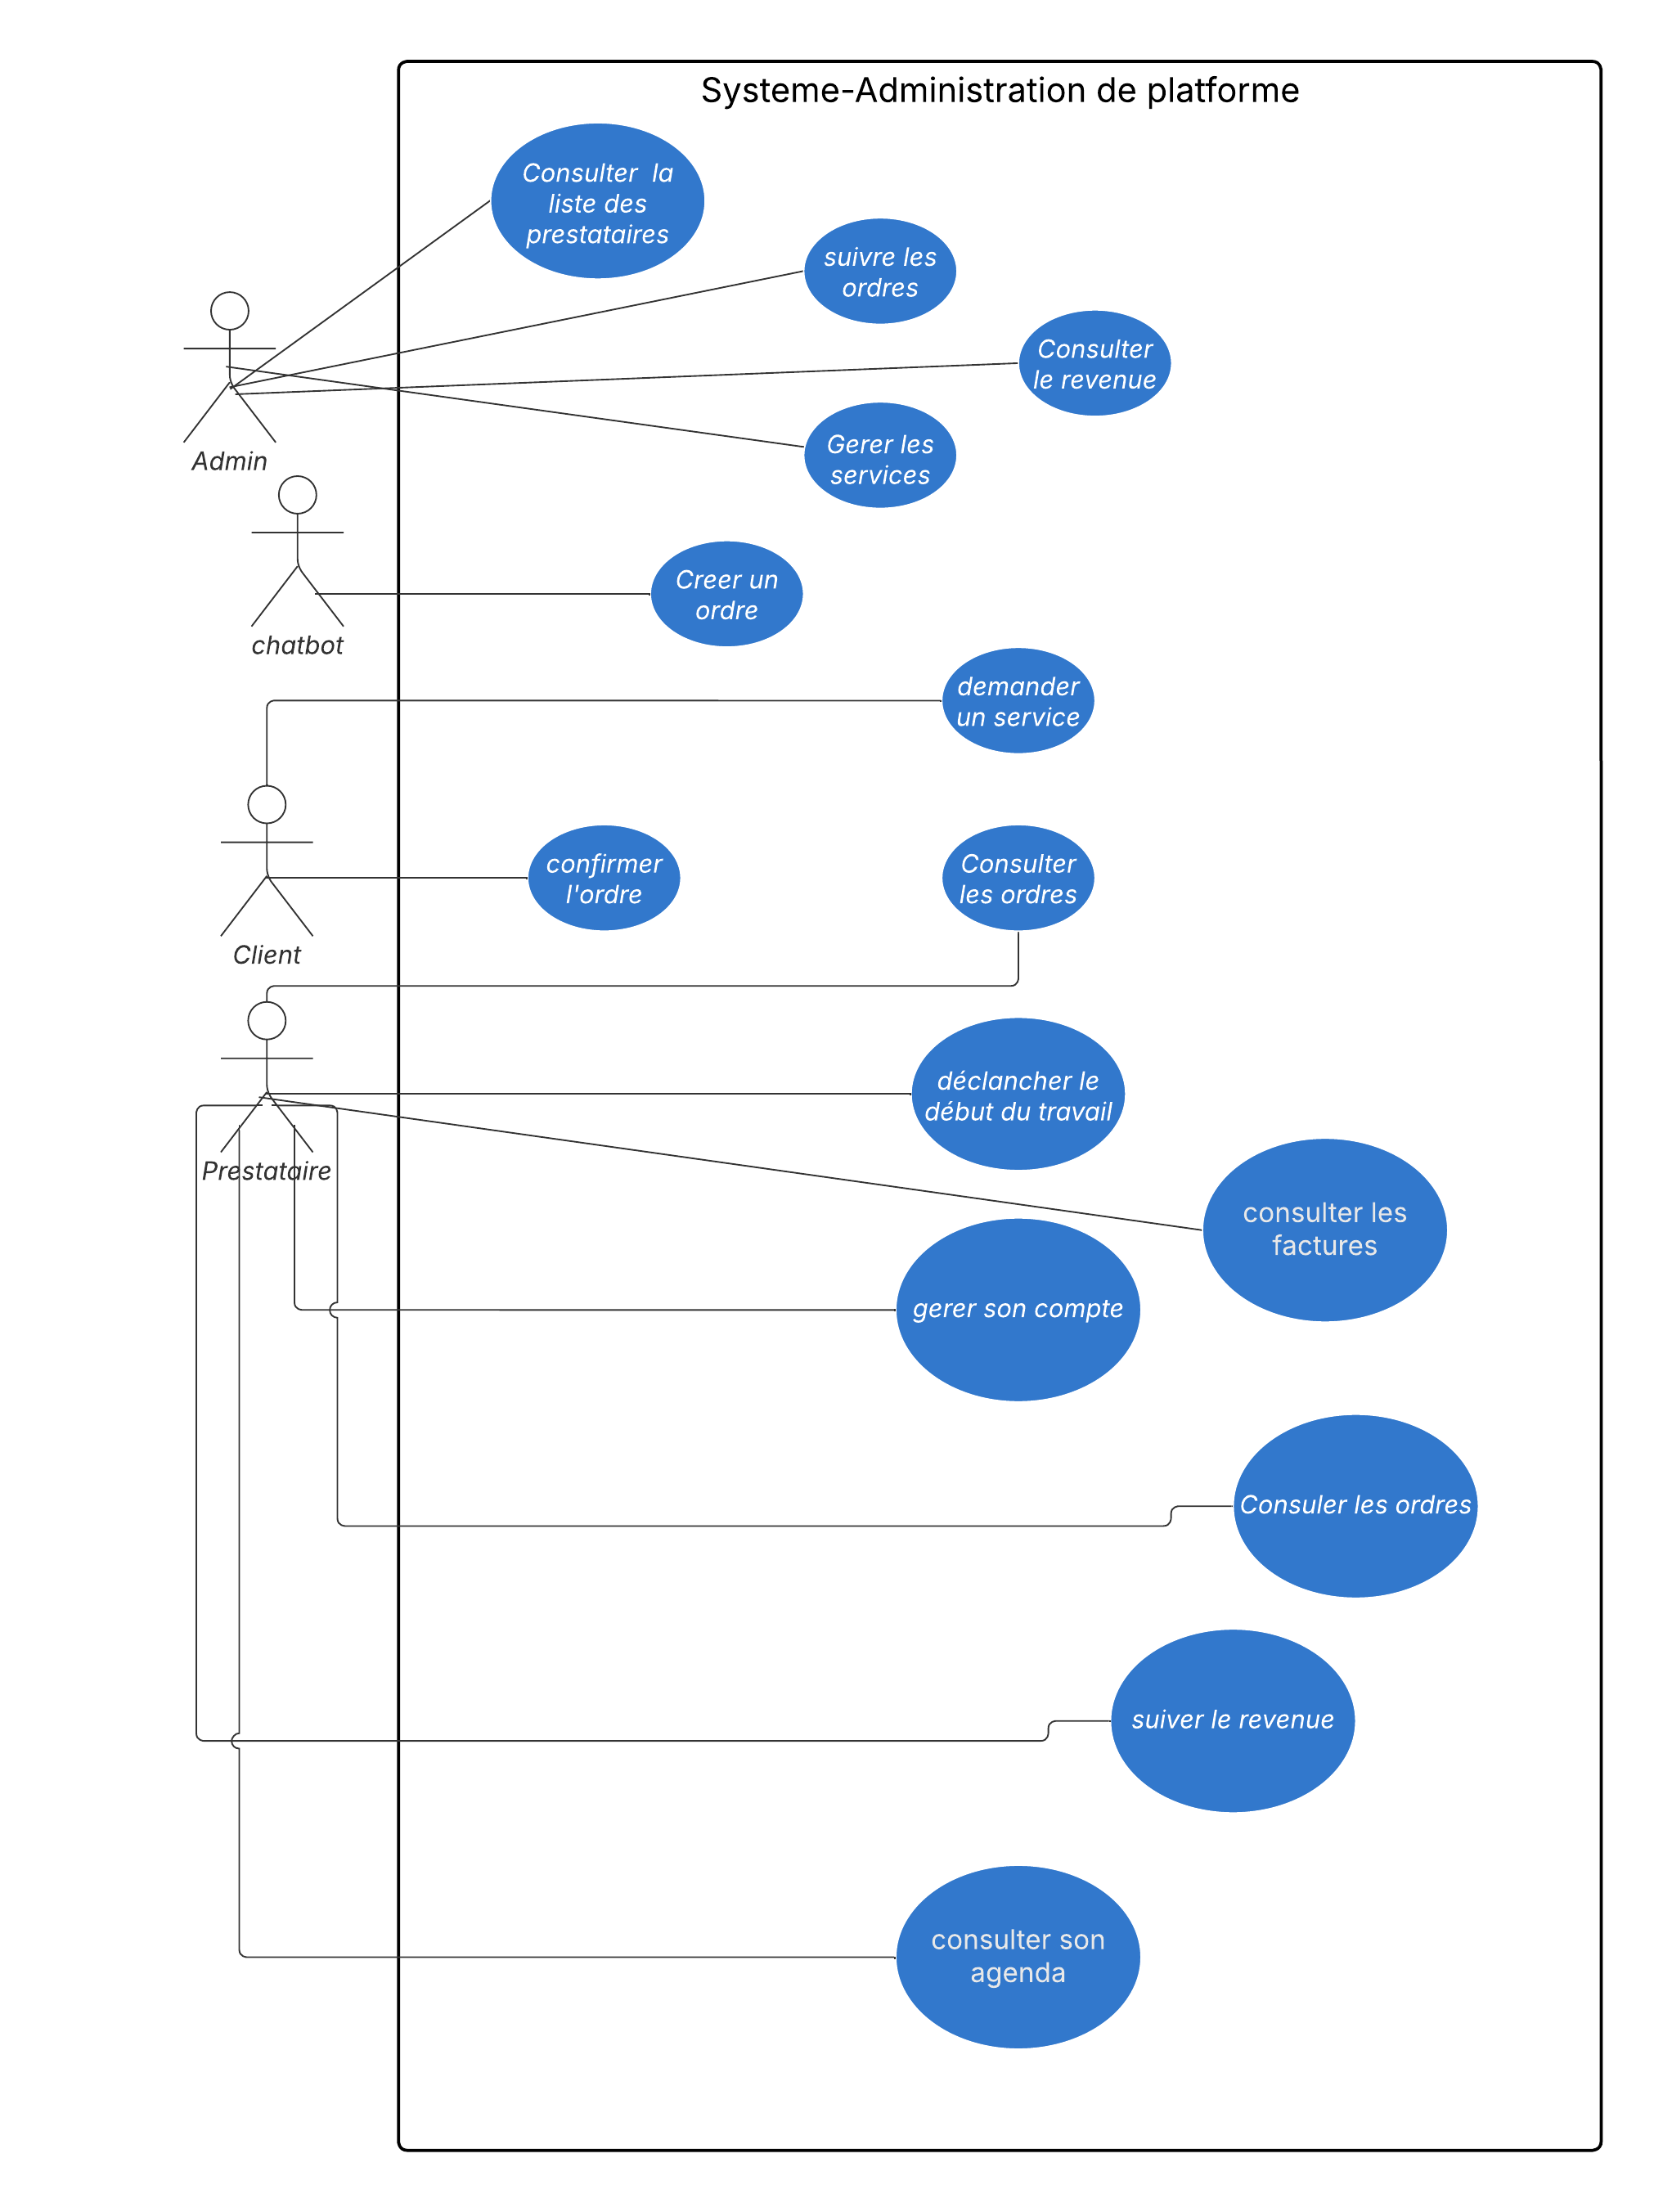 Systeme-Administration de platforme
Consulter  la
liste des
prestataires
suivre les
ordres
Consulter
le revenue
Gerer les
services
Admin
Creer un
ordre
chatbot
demander
un service
confirmer
l'ordre
Consulter
les ordres
Client
déclancher le
début du travail
Prestataire
consulter les
factures
gerer son compte
Consuler les ordres
suiver le revenue
consulter son
agenda